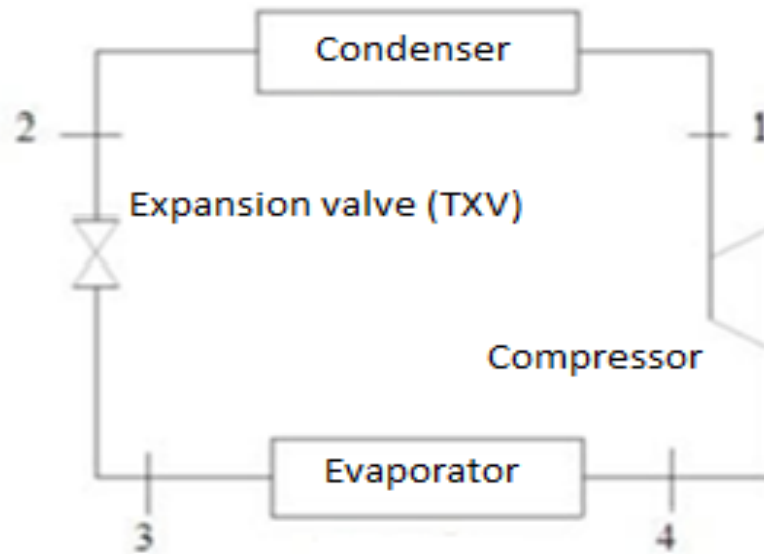 Condenser
2
1
Expansion valve (TXV)
Compressor
Evaporator
3
4